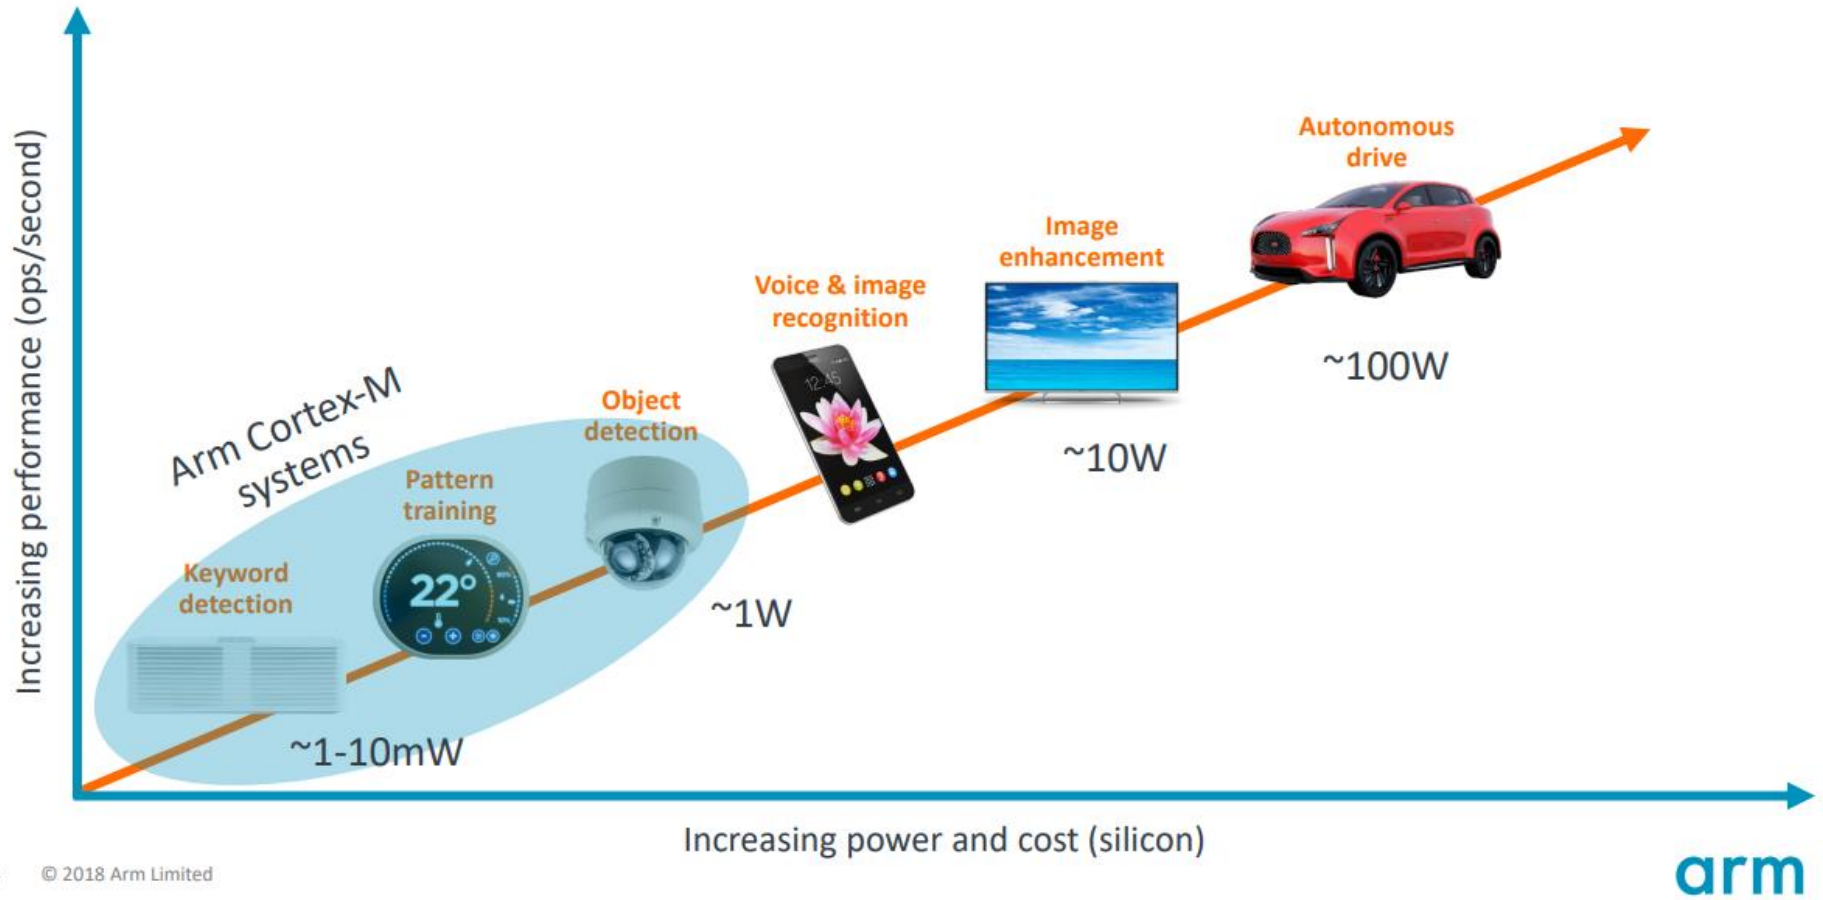 Increasing performance (ops/second)
Autonomous
drive
Image
enhancement
Voice & image
recognition
~100W
Arm Cortex-M
systems
Object
detection
12:45
~10W
Pattern
training
Keyword
detection
22°
~1W
~1-10mW
Increasing power and cost (silicon)
© 2018 Arm Limited
arm